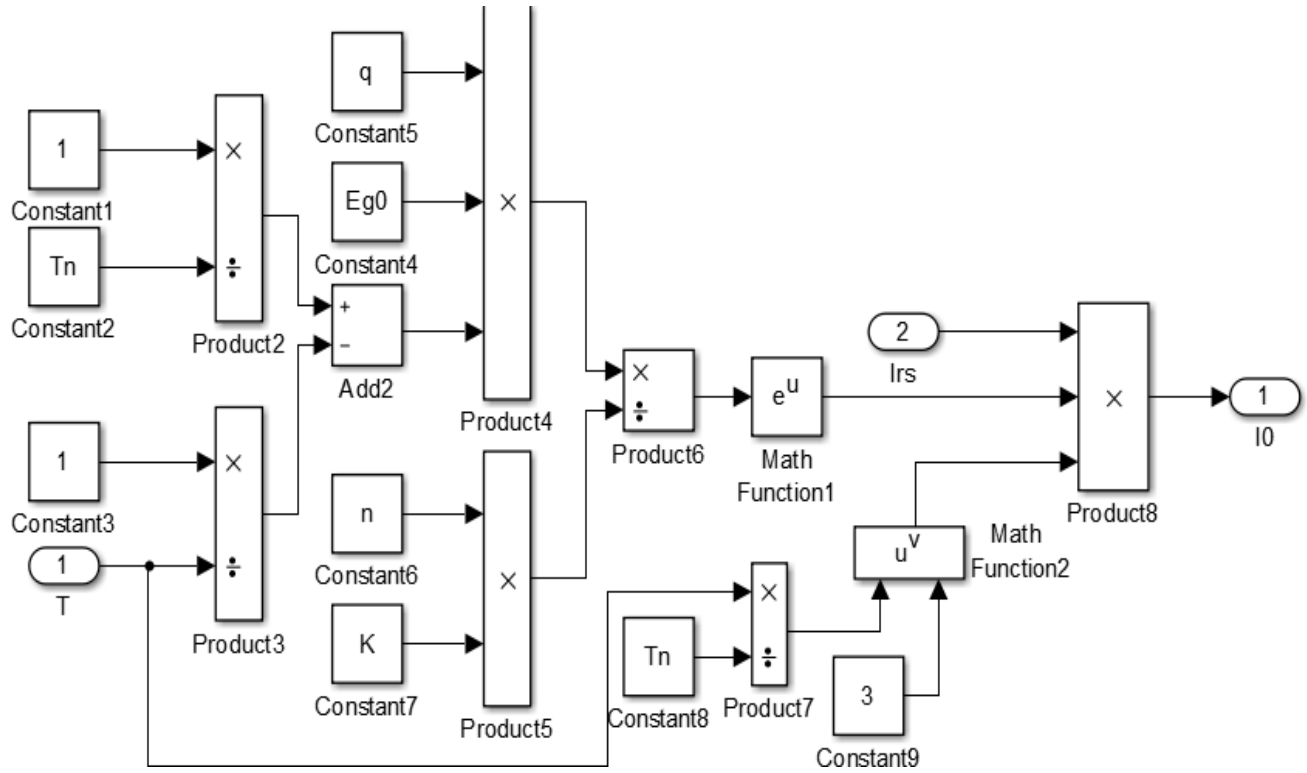 q
Constant5
1
×
Constant1
Eg0
×
Constant4
Tn
÷
Constant2
Product2
+
−
Add2
2
Irs
×
÷
Product6
e^u
Math
Function1
×
1
I0
Product4
1
×
Constant3
1
T
÷
Product3
n
Constant6
×
K
Constant7
Product5
Product8
u^v
Math
Function2
Tn
Constant8
×
÷
Product7
3
Constant9